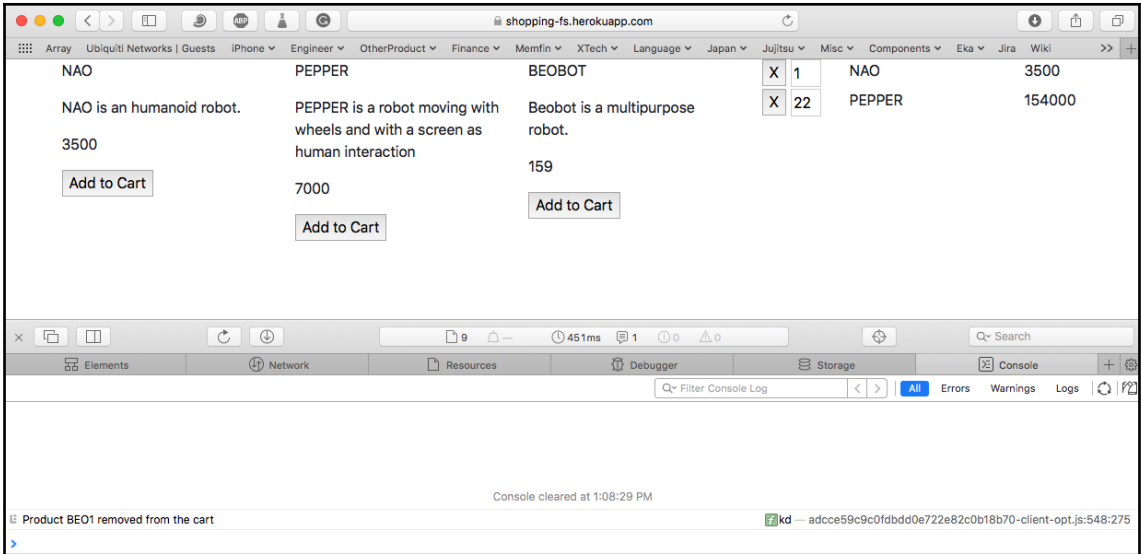 shopping-fs.herokuapp.com
ABP
Array Ubiquiti Networks | Guests iPhone Engineer OtherProduct Finance Memfin XTech Language Japan Jujitsu Misc Components Eka Jira Wiki >> +
NAO
NAO is an humanoid robot.
3500
Add to Cart
PEPPER
PEPPER is a robot moving with
wheels and with a screen as
human interaction
7000
Add to Cart
BEOBOT
Beobot is a multipurpose
robot.
159
Add to Cart
X 1 NAO 3500
X 22 PEPPER 154000
9 — 451ms 1 0 0 Search
Elements Network Resources Debugger Storage Console +
Filter Console Log < > All Errors Warnings Logs
Console cleared at 1:08:29 PM
Product BEO1 removed from the cart f kd — adcce59c9c0fdbdd0e722e82c0b18b70-client-opt.js:548:275
>